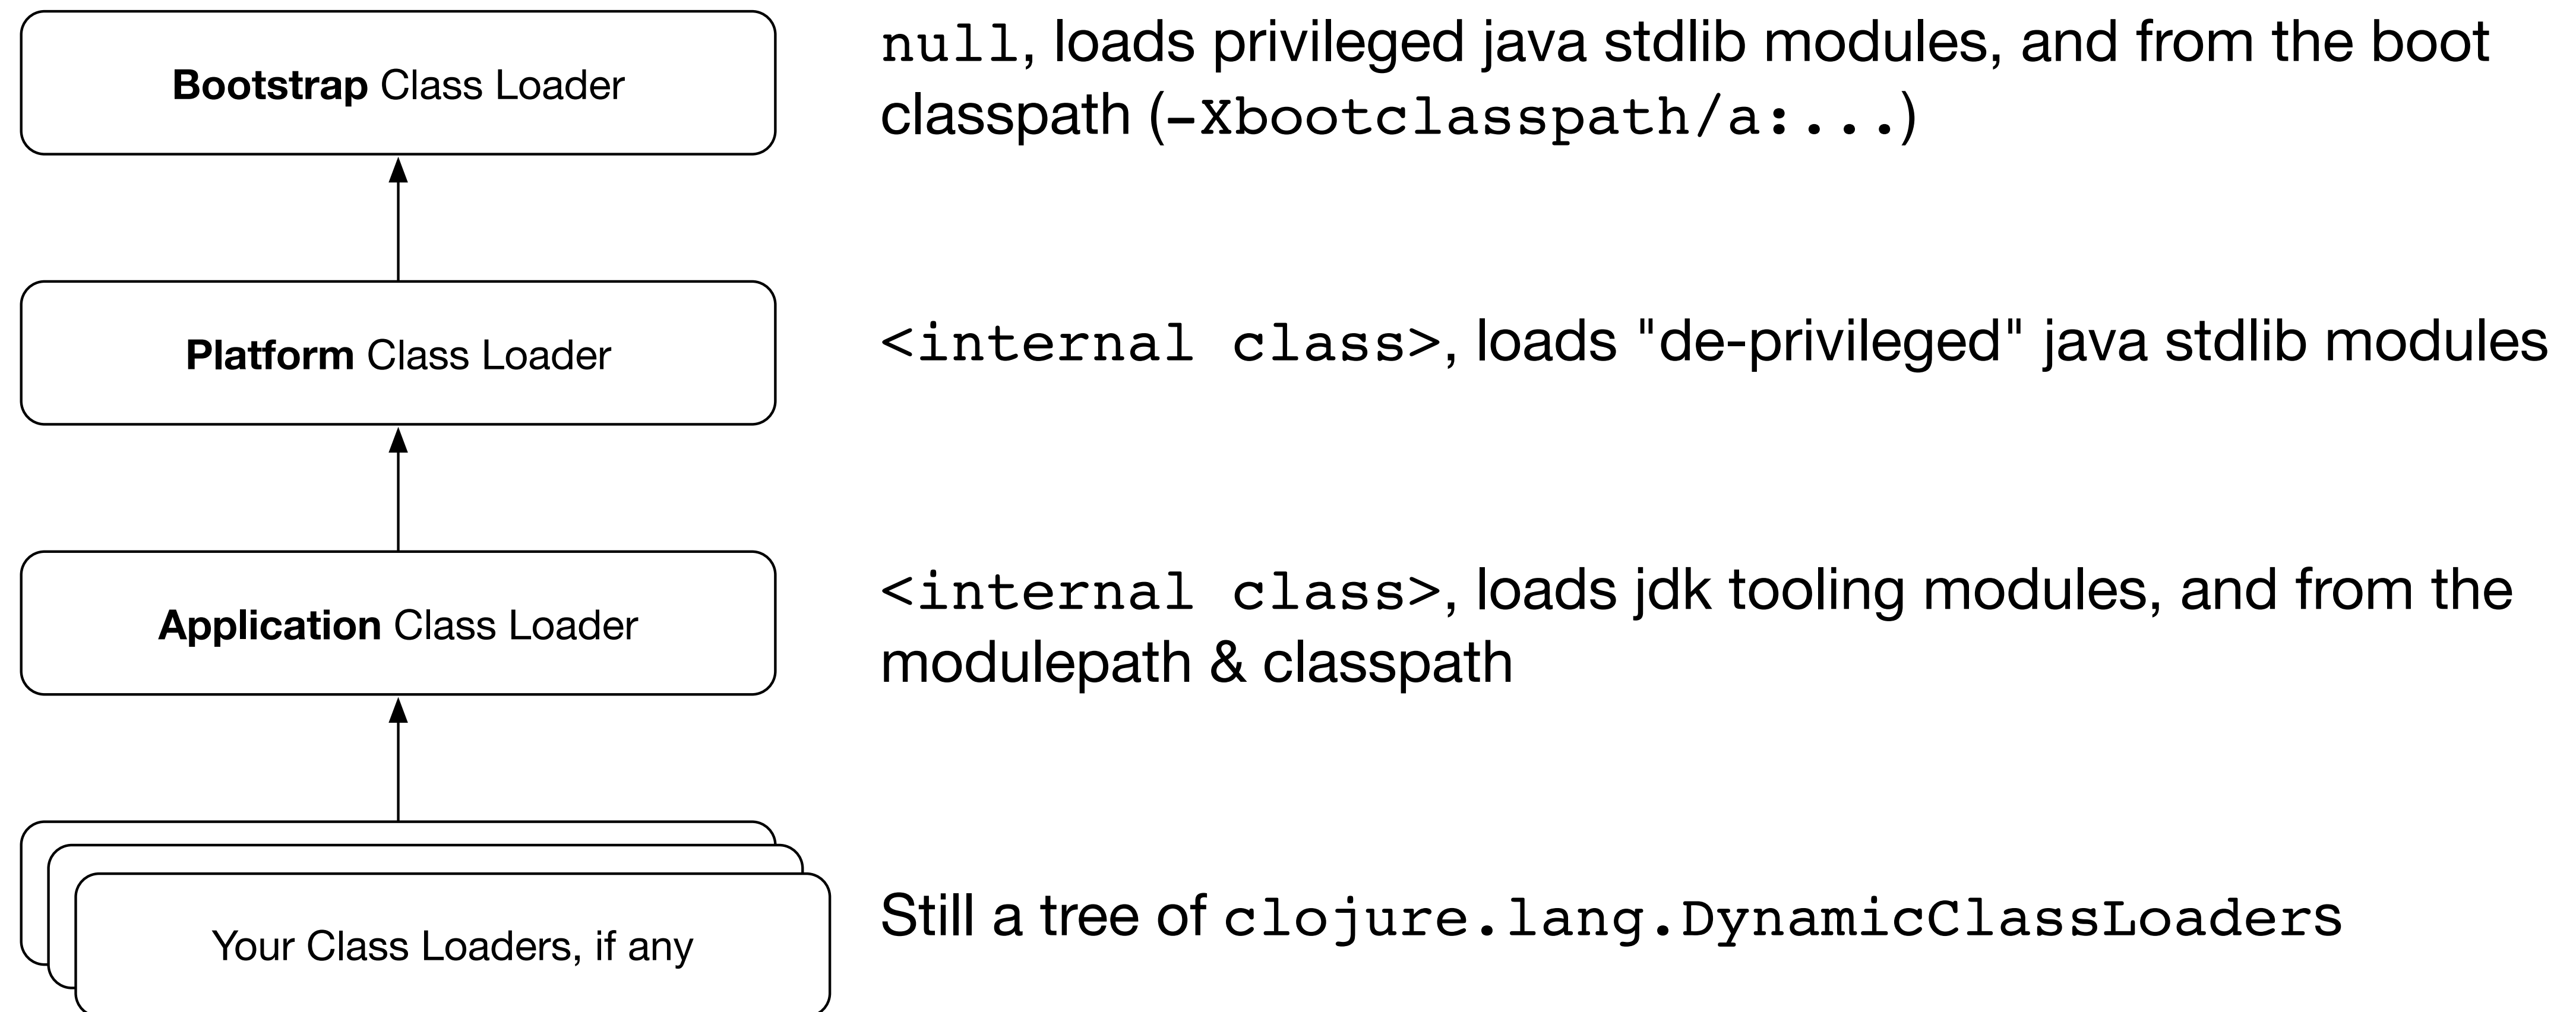 Bootstrap Class Loader
null, loads privileged java stdlib modules, and from the boot
classpath (-Xbootclasspath/a:...)
Platform Class Loader
<internal class>, loads "de-privileged" java stdlib modules
Application Class Loader
<internal class>, loads jdk tooling modules, and from the
modulepath & classpath
Your Class Loaders, if any
Still a tree of clojure.lang.DynamicClassLoaders